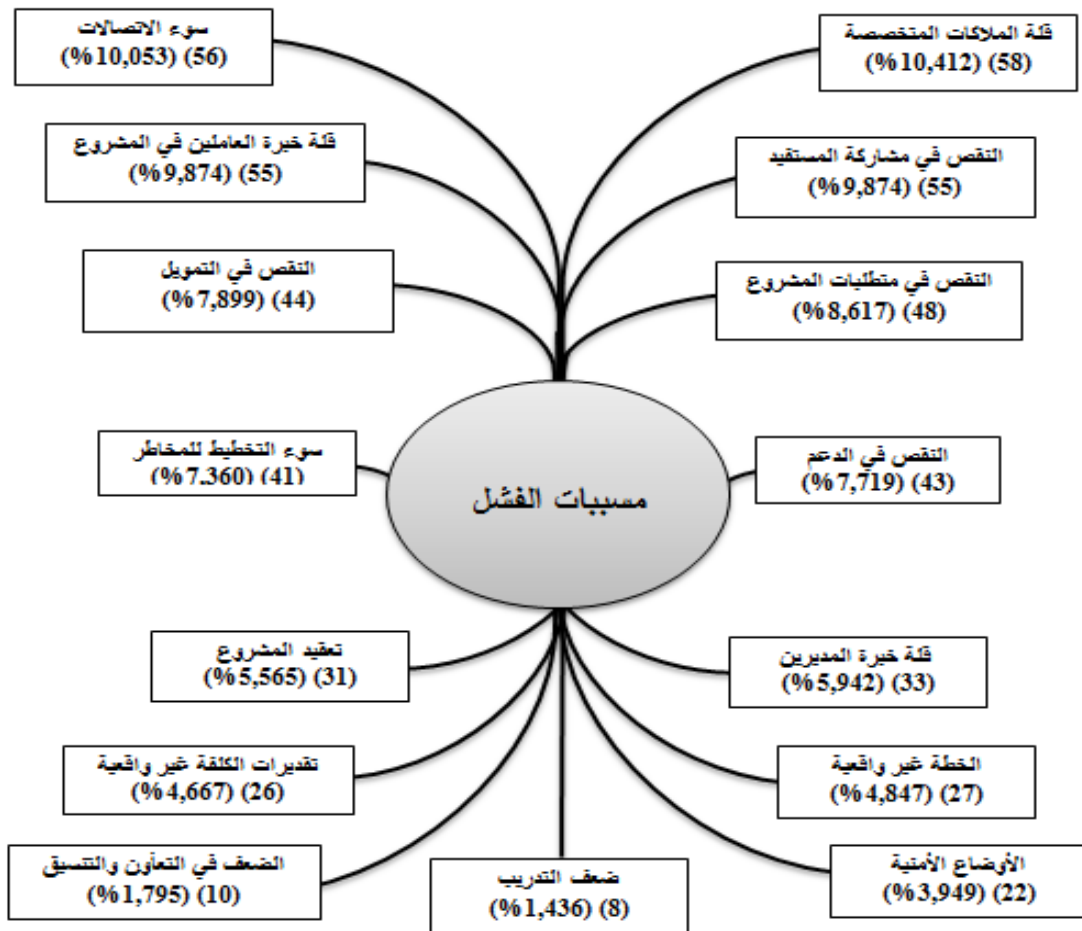 قلة الملاكات المتخصصة
(58) (10,412%)
سوء الاتصالات
(56) (10,053%)
النقص في مشاركة المستفيد
(55) (9,874%)
قلة خبرة العاملين في المشروع
(55) (9,874%)
النقص في متطلبات المشروع
(48) (8,617%)
النقص في التمويل
(44) (7,899%)
النقص في الدعم
(43) (7,719%)
سوء التخطيط للمخاطر
(41) (7,360%)
مسببات الفشل
قلة خبرة المديرين
(33) (5,942%)
تعقيد المشروع
(31) (5,565%)
الخطة غير واقعية
(27) (4,847%)
تقديرات الكلفة غير واقعية
(26) (4,667%)
الأوضاع الأمنية
(22) (3,949%)
الضعف في التعاون والتنسيق
(10) (1,795%)
ضعف التدريب
(8) (1,436%)